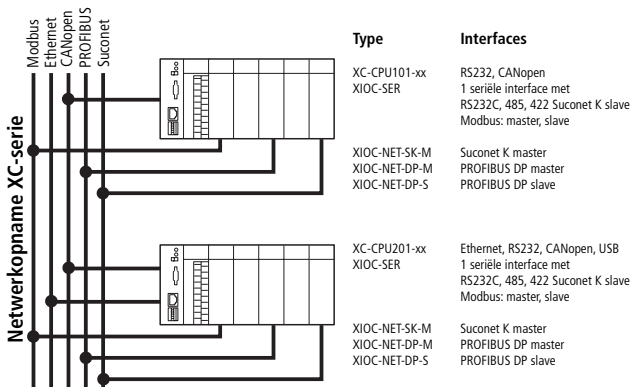 Modbus
Ethernet
CANopen
PROFIBUS
Suconet
Netwerkopname XC-serie
Type Interfaces
XC-CPU101-xx RS232, CANopen
XIOC-SER 1 seriële interface met
RS232C, 485, 422 Suconet K slave
Modbus: master, slave
XIOC-NET-SK-M Suconet K master
XIOC-NET-DP-M PROFIBUS DP master
XIOC-NET-DP-S PROFIBUS DP slave
XC-CPU201-xx Ethernet, RS232, CANopen, USB
XIOC-SER 1 seriële interface met
RS232C, 485, 422 Suconet K slave
Modbus: master, slave
XIOC-NET-SK-M Suconet K master
XIOC-NET-DP-M PROFIBUS DP master
XIOC-NET-DP-S PROFIBUS DP slave